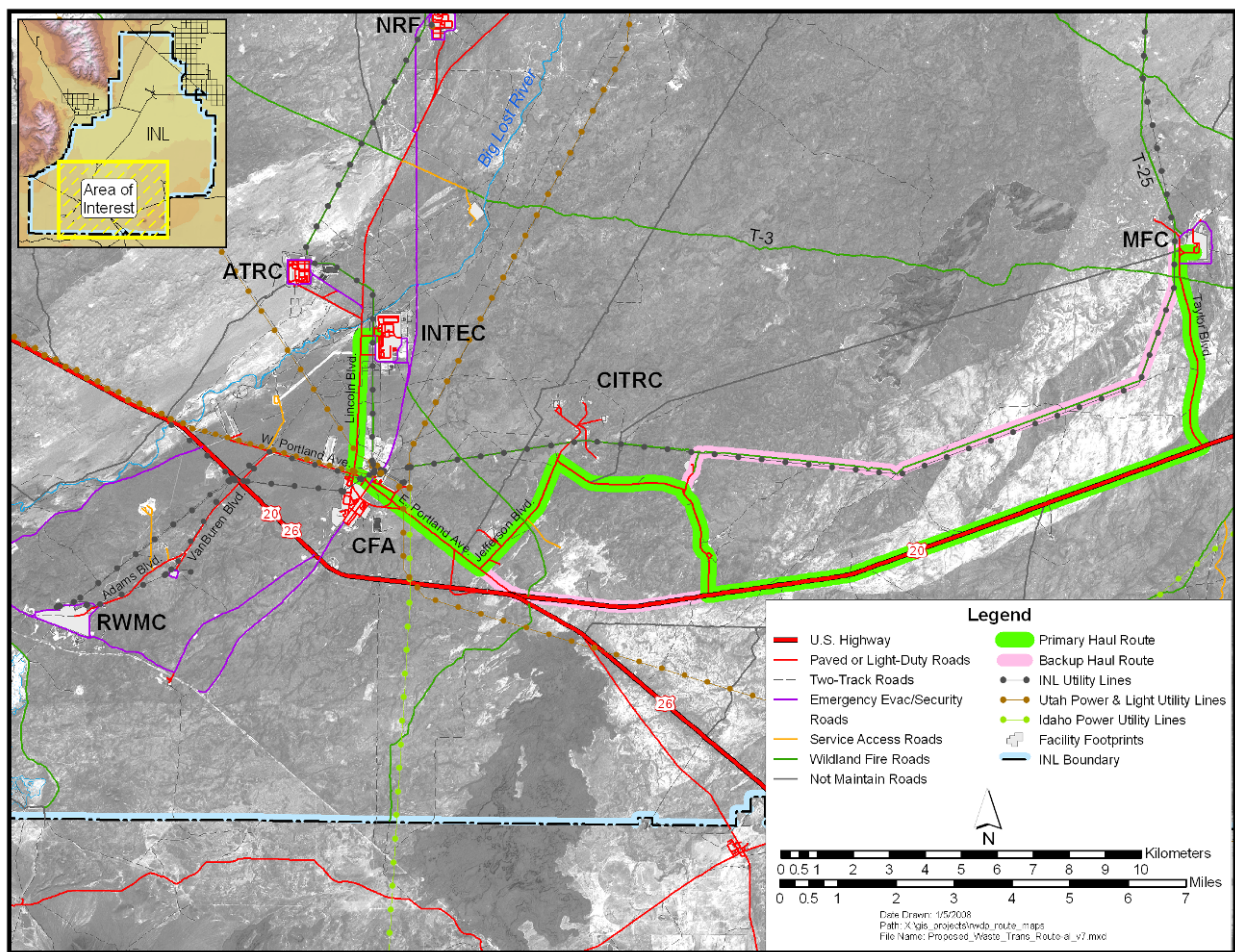 NRF
INL
Area of
Interest
Big Lost River
T-25
T-3
MFC
ATRC
INTEC
Taylor Blvd.
Lincoln Blvd.
CITRC
W. Portland Ave
20
26
VanBuren Blvd.
E Portland Ave
Jefferson Blvd.
CFA
20
Adams Blvd.
RWMC
26
Legend
U.S. Highway
Paved or Light-Duty Roads
Two-Track Roads
Emergency Evac/Security
Roads
Service Access Roads
Wildland Fire Roads
Not Maintain Roads
Primary Haul Route
Backup Haul Route
INL Utility Lines
Utah Power & Light Utility Lines
Idaho Power Utility Lines
Facility Footprints
INL Boundary
N
Kilometers
0 0.5 1 2 3 4 5 6 7 8 9 10
Miles
0 0.5 1 2 3 4 5 6 7
Date Drawn: 1/5/2008
Path: X:\gis_projects\rwdp_route_maps
File Name: Proposed_Waste_Trans_Route-al_v7.mxd